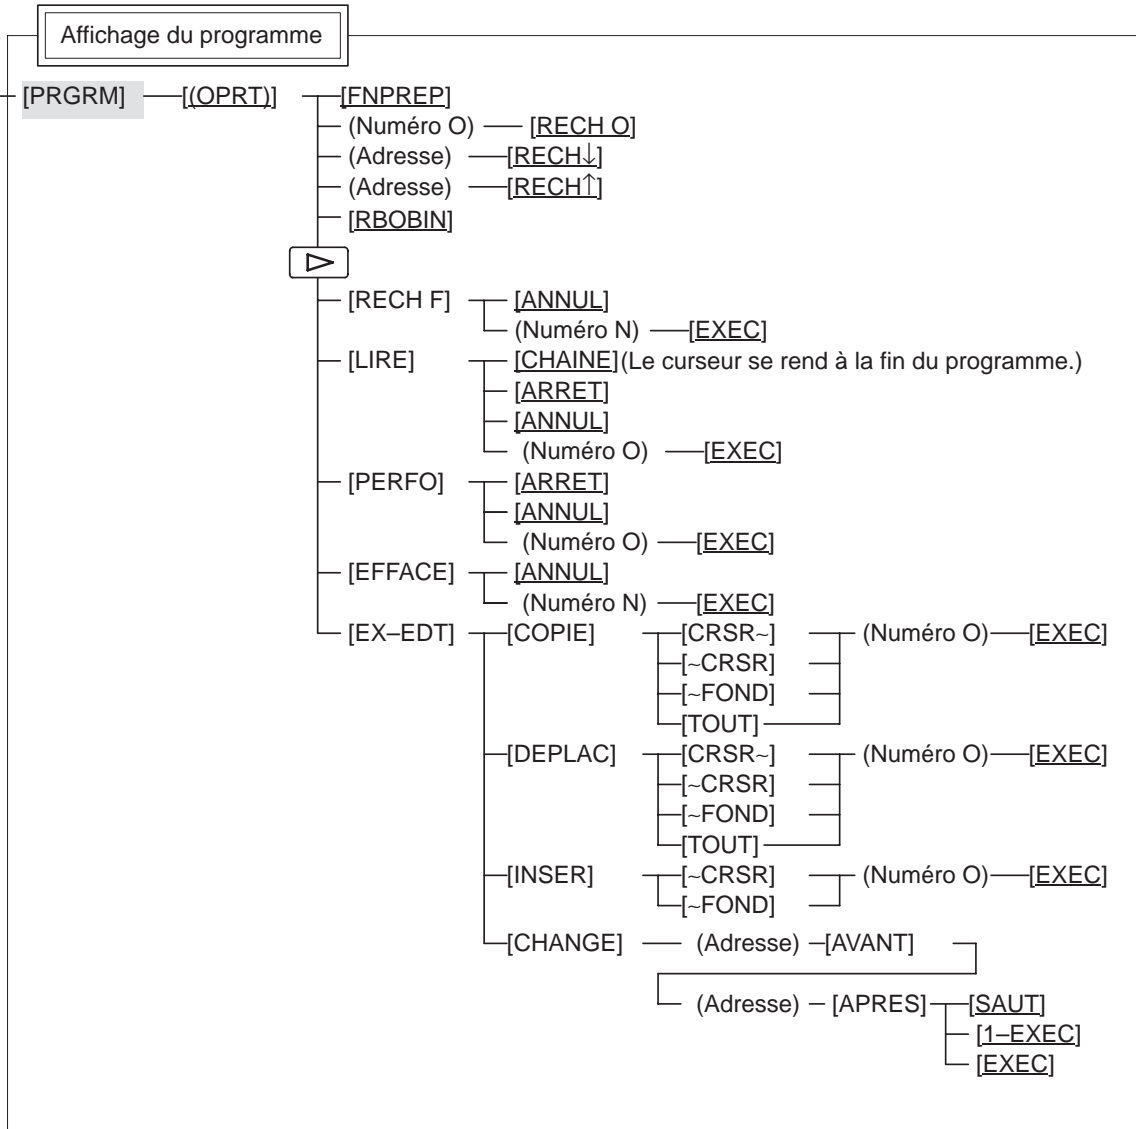 Affichage du programme
[PRGRM] [(OPRT)] [FNPREP]
(Numéro O) [RECH O]
(Adresse) [RECH↓]
(Adresse) [RECH↑]
[RBOBIN]
[RECH F] [ANNUL]
(Numéro N) [EXEC]
[LIRE] [CHAINE](Le curseur se rend à la fin du programme.)
[ARRET]
[ANNUL]
(Numéro O) [EXEC]
[PERFO] [ARRET]
[ANNUL]
(Numéro O) [EXEC]
[EFFACE] [ANNUL]
(Numéro N) [EXEC]
[EX–EDT] [COPIE] [CRSR~] (Numéro O) [EXEC]
[~CRSR]
[~FOND]
[TOUT]
[DEPLAC] [CRSR~] (Numéro O) [EXEC]
[~CRSR]
[~FOND]
[TOUT]
[INSER] [~CRSR] (Numéro O) [EXEC]
[~FOND]
[CHANGE] (Adresse) [AVANT]
(Adresse) [APRES] [SAUT]
[1–EXEC]
[EXEC]